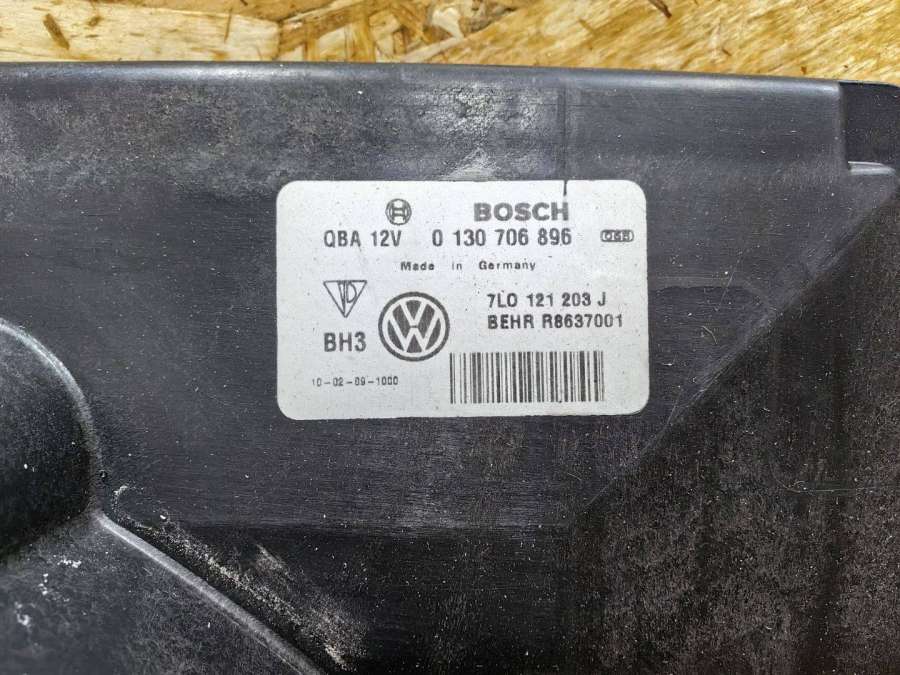 BOSCH
QBA 12V 0 130 706 896
Made in Germany
7L0 121 203 J
BEHR R8637001
BH3
10-02-09-1000